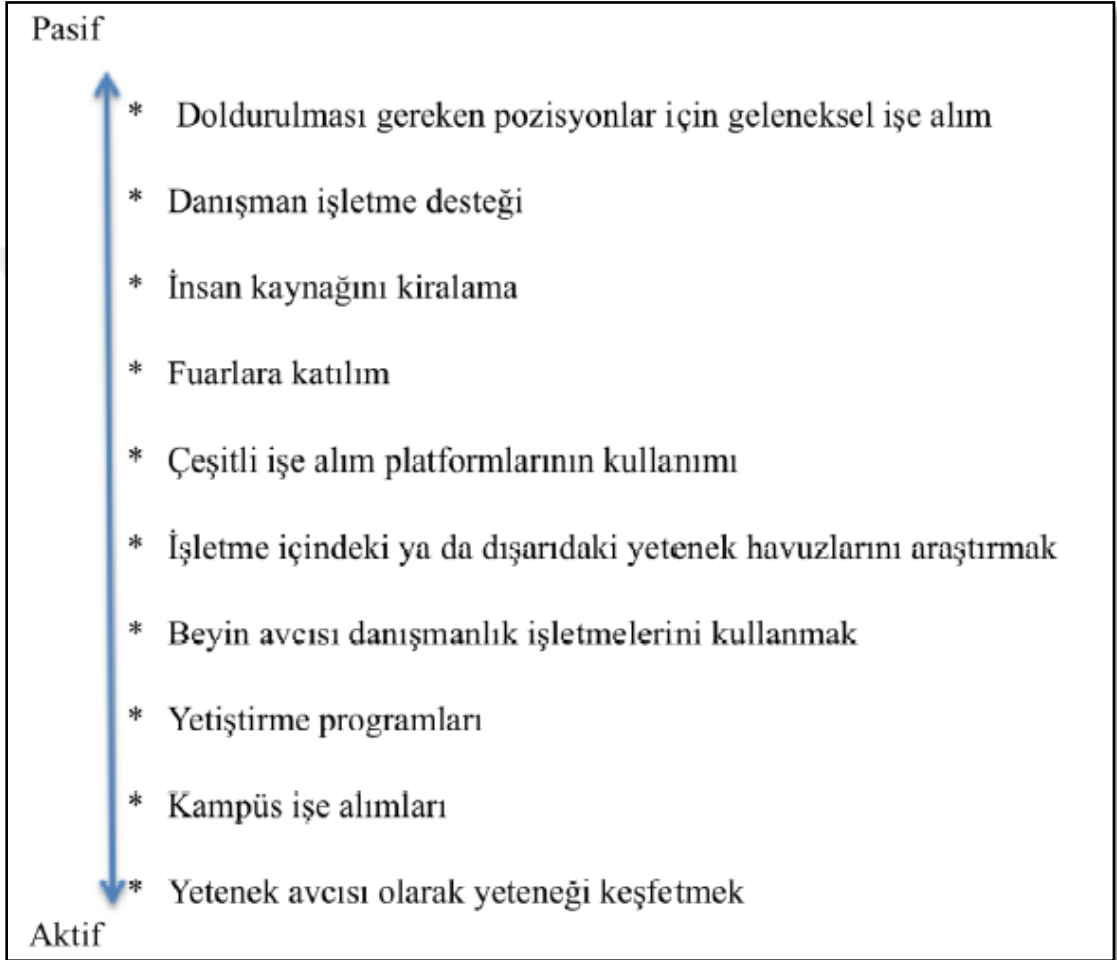 Pasif
* Doldurulması gereken pozisyonlar için geleneksel işe alım
* Danışman işletme desteği
* İnsan kaynağını kiralama
* Fuarlara katılım
* Çeşitli işe alım platformlarının kullanımı
* İşletme içindeki ya da dışarıdaki yetenek havuzlarını araştırmak
* Beyin avcısı danışmanlık işletmelerini kullanmak
* Yetiştirme programları
* Kampüs işe alımları
* Yetenek avcısı olarak yeteneği keşfetmek
Aktif